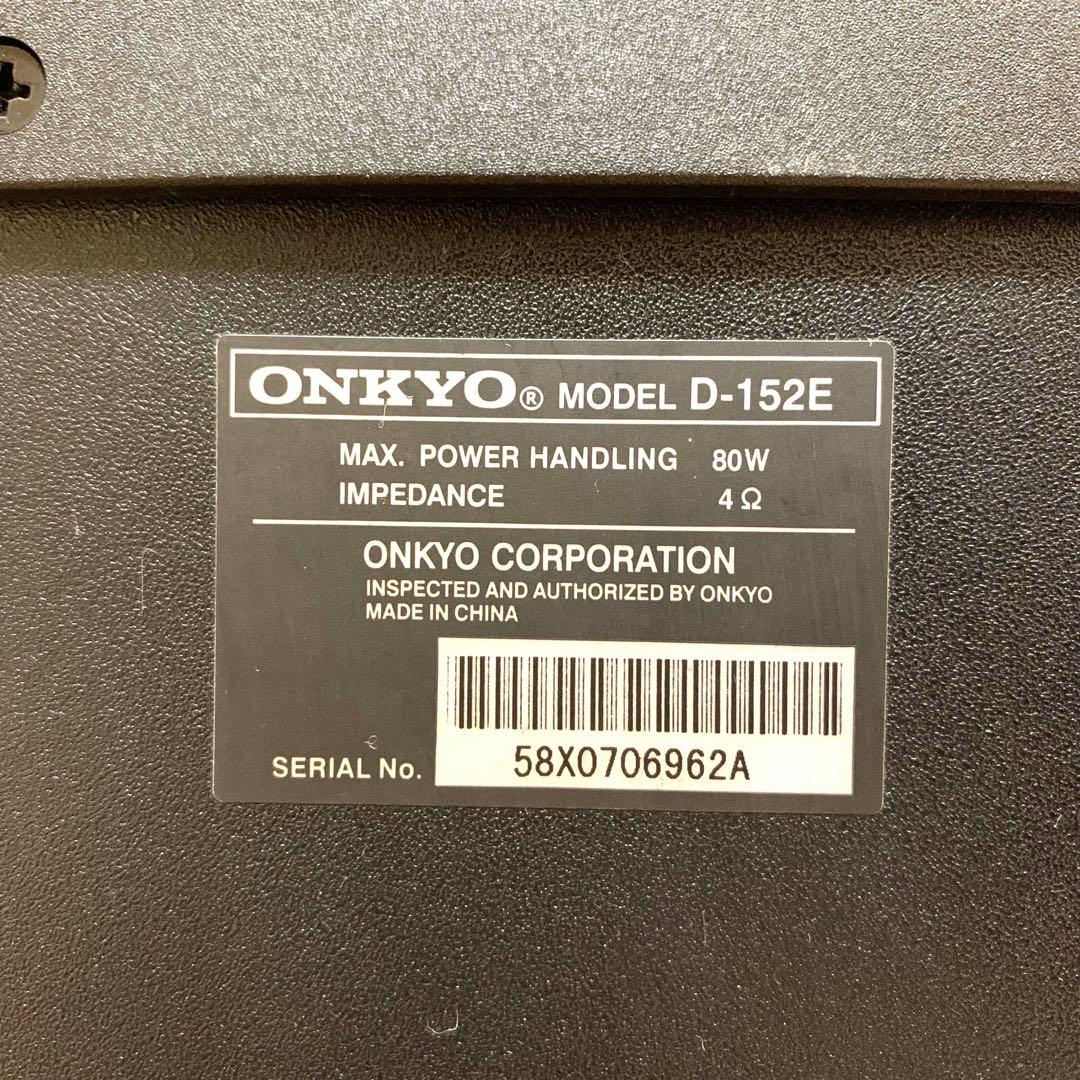 ONKYO® MODEL D-152E
MAX. POWER HANDLING 80W
IMPEDANCE 4Ω
ONKYO CORPORATION
INSPECTED AND AUTHORIZED BY ONKYO
MADE IN CHINA
SERIAL No. 58X0706962A